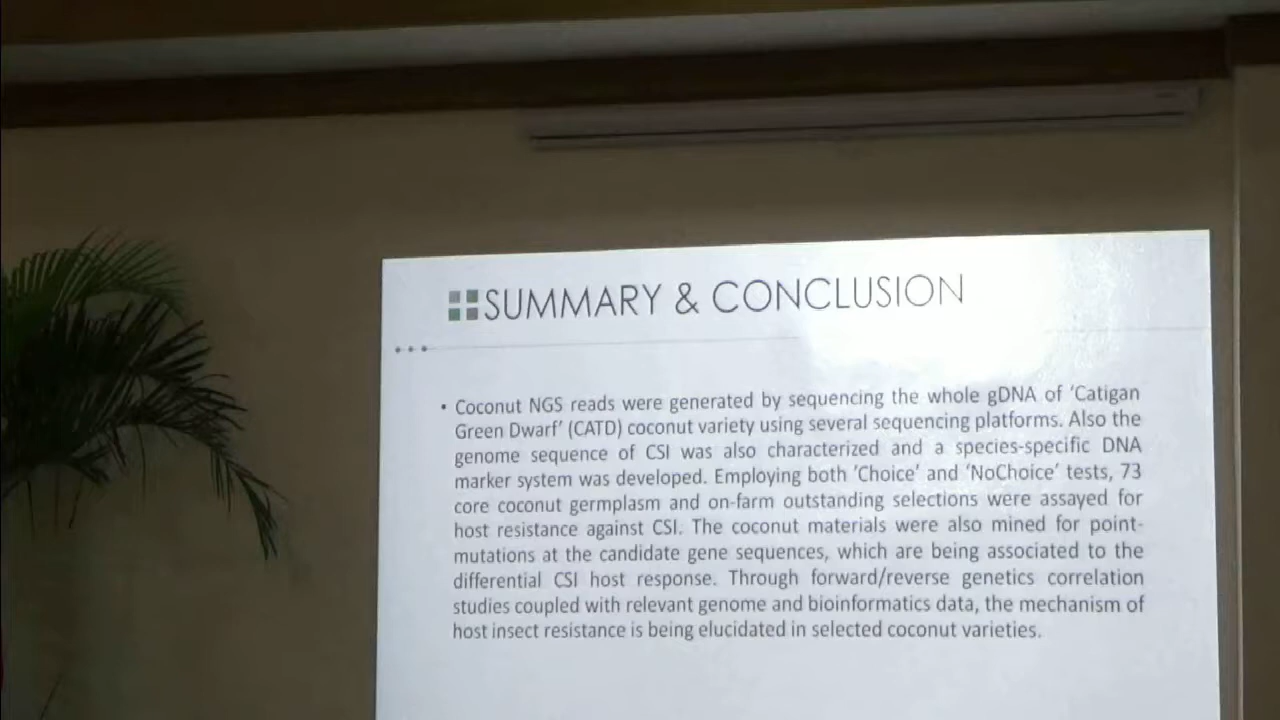 SUMMARY & CONCLUSION
• Coconut NGS reads were generated by sequencing the whole gDNA of ‘Catigan
Green Dwarf’ (CATD) coconut variety using several sequencing platforms. Also the
genome sequence of CSI was also characterized and a species-specific DNA
marker system was developed. Employing both ‘Choice’ and ‘NoChoice’ tests, 73
core coconut germplasm and on-farm outstanding selections were assayed for
host resistance against CSI. The coconut materials were also mined for point-
mutations at the candidate gene sequences, which are being associated to the
differential CSI host response. Through forward/reverse genetics correlation
studies coupled with relevant genome and bioinformatics data, the mechanism of
host insect resistance is being elucidated in selected coconut varieties.